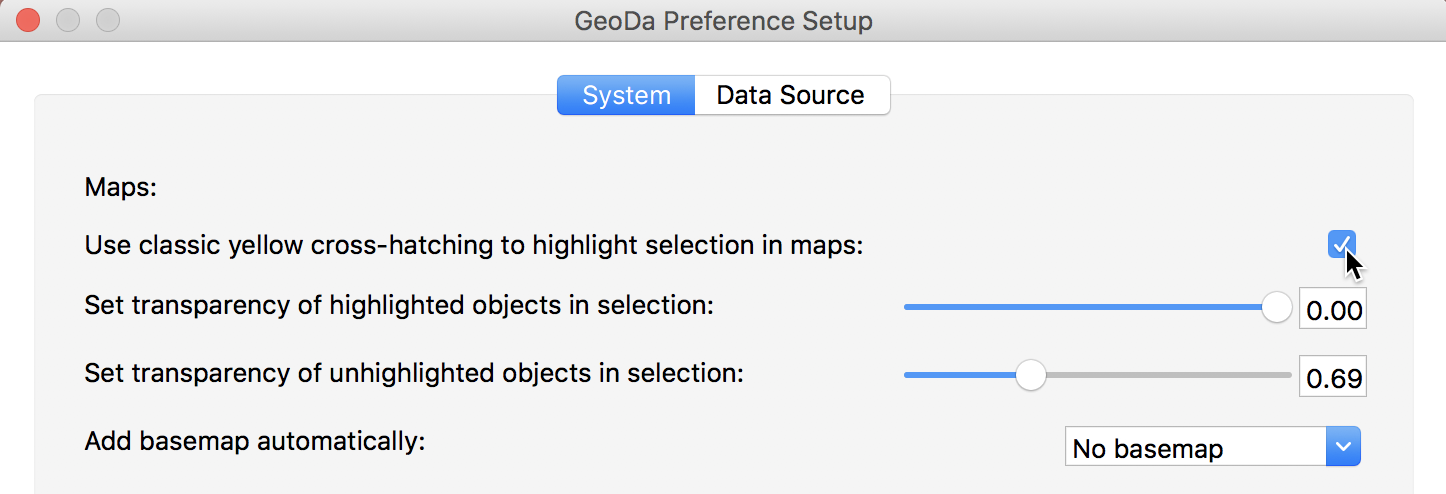 GeoDa Preference Setup
System Data Source
Maps:
Use classic yellow cross-hatching to highlight selection in maps:
Set transparency of highlighted objects in selection: 0.00
Set transparency of unhighlighted objects in selection: 0.69
Add basemap automatically: No basemap